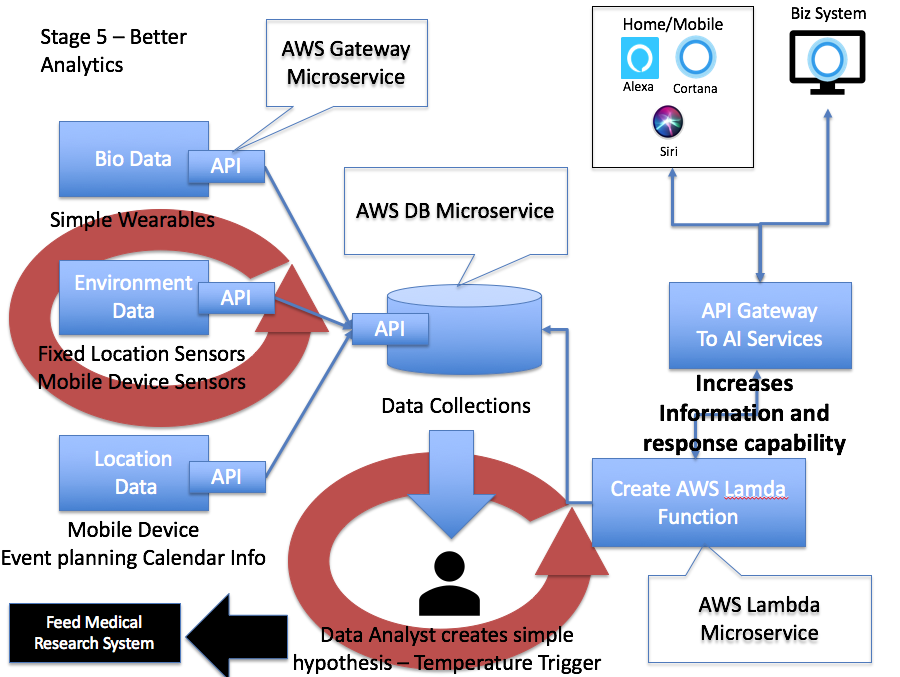 Stage 5 – Better
Analytics
AWS Gateway
Microservice
Home/Mobile
Alexa
Cortana
Siri
Biz System
Bio Data
API
Simple Wearables
AWS DB Microservice
Environment
Data
API
Fixed Location Sensors
Mobile Device Sensors
API
Data Collections
API Gateway
To AI Services
Increases
Information and
response capability
Location
Data
API
Mobile Device
Event planning Calendar Info
Create AWS Lamda
Function
AWS Lambda
Microservice
Feed Medical
Research System
Data Analyst creates simple
hypothesis – Temperature Trigger